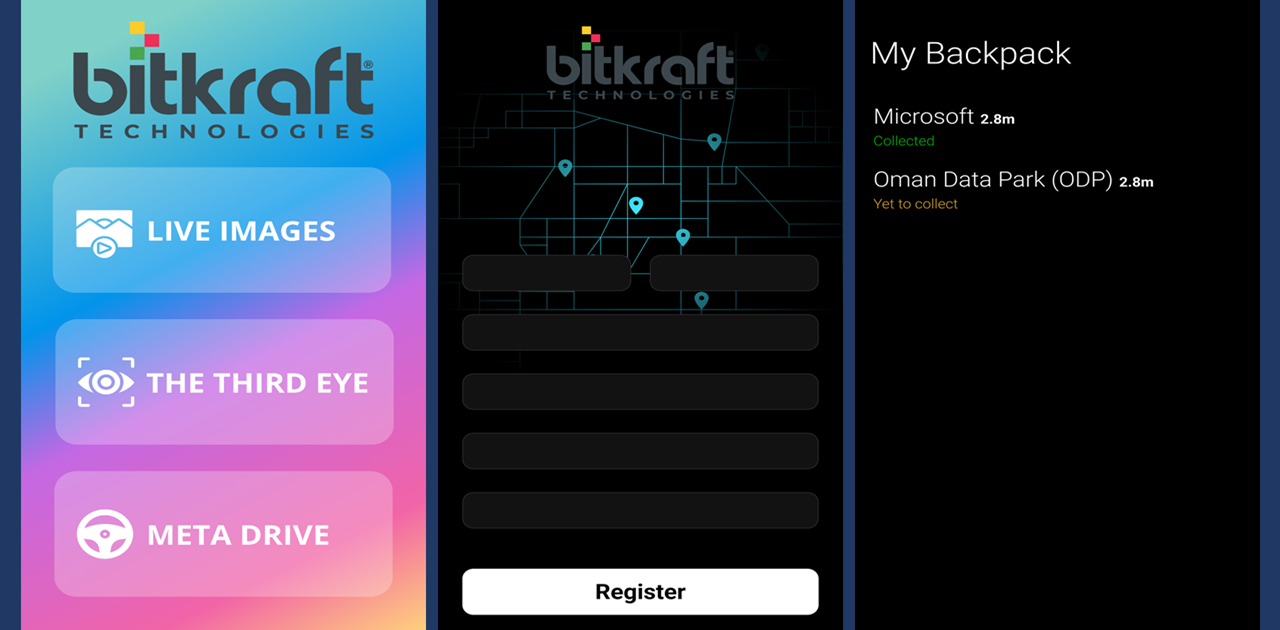 bitkraft®
TECHNOLOGIES
LIVE IMAGES
THE THIRD EYE
META DRIVE
bitkraft
TECHNOLOGIES
Register
My Backpack
Microsoft 2.8m
Collected
Oman Data Park (ODP) 2.8m
Yet to collect